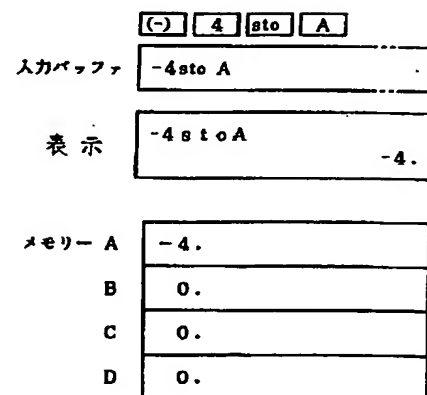 (-) 4 sto A
入力バッファ -4sto A
表示 -4stoA
-4.
メモリー A -4.
B 0.
C 0.
D 0.